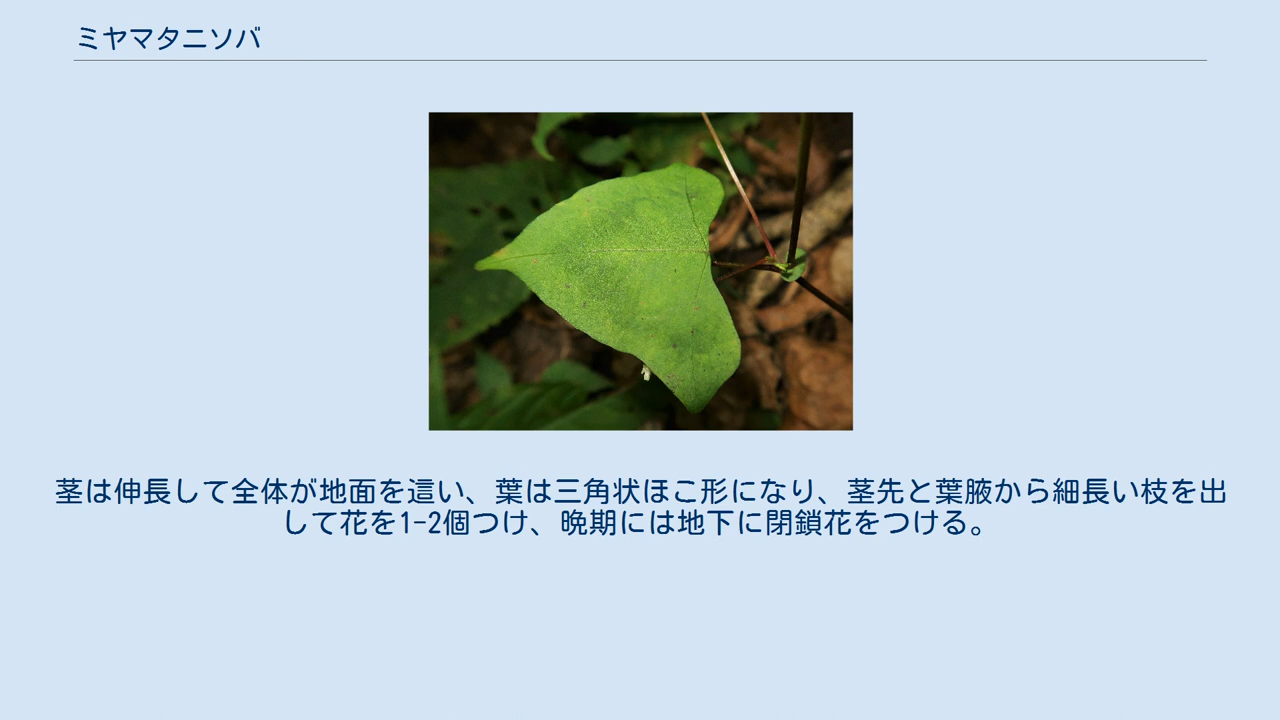 ミヤマタニソバ
茎は伸長して全体が地面を這い、葉は三角状ほこ形になり、茎先と葉腋から細長い枝を出
して花を1-2個つけ、晩期には地下に閉鎖花をつける。